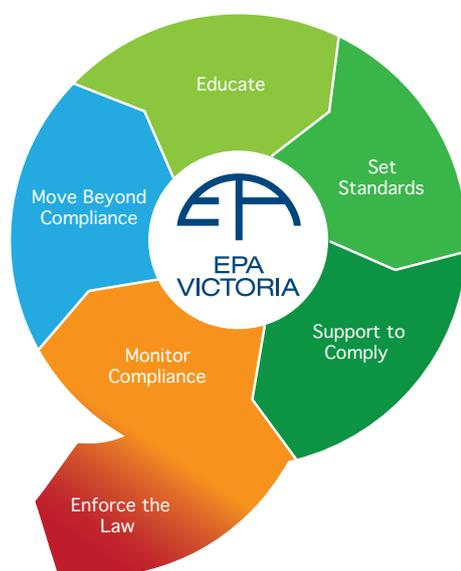 Educate
Set
Standards
Move Beyond
Compliance
EPA
VICTORIA
Support to
Comply
Monitor
Compliance
Enforce the
Law